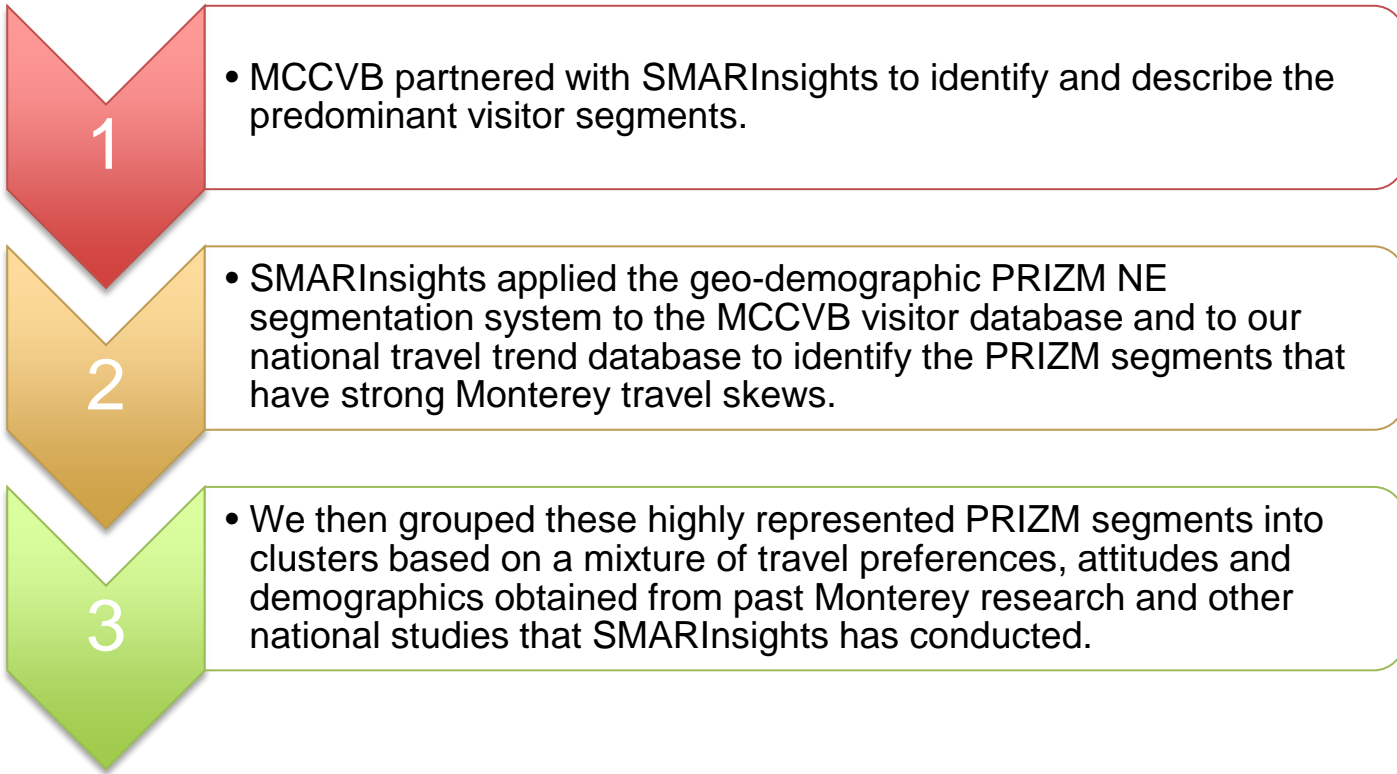 1
• MCCVB partnered with SMARInsights to identify and describe the
predominant visitor segments.
2
• SMARInsights applied the geo-demographic PRIZM NE
segmentation system to the MCCVB visitor database and to our
national travel trend database to identify the PRIZM segments that
have strong Monterey travel skews.
3
• We then grouped these highly represented PRIZM segments into
clusters based on a mixture of travel preferences, attitudes and
demographics obtained from past Monterey research and other
national studies that SMARInsights has conducted.